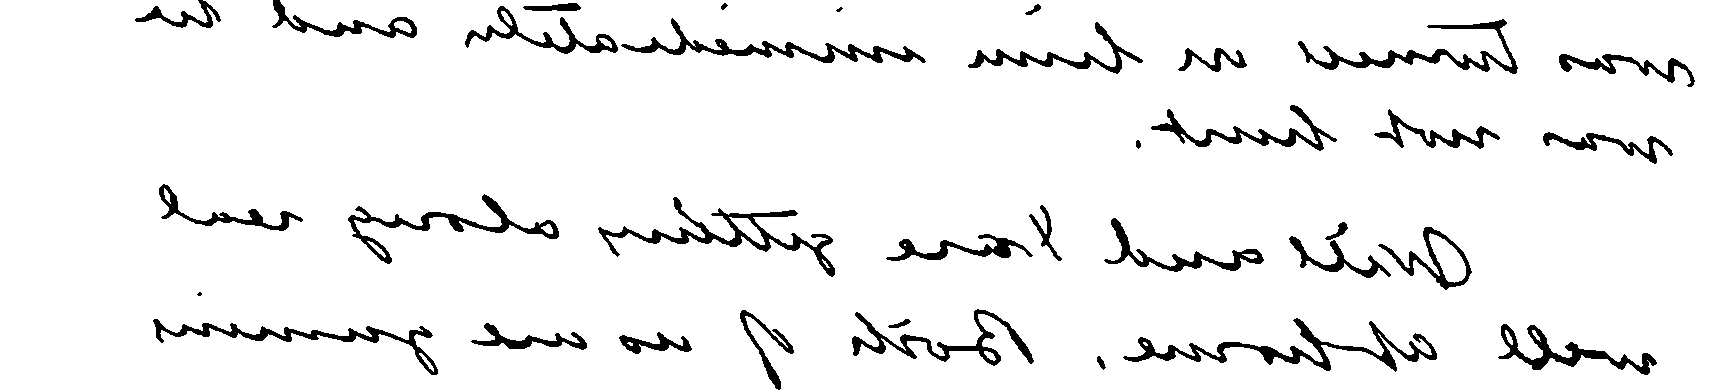 was turned in him immediately and he
was not hurt.
Will and I are getting along real
well at home. Both of us are gaining